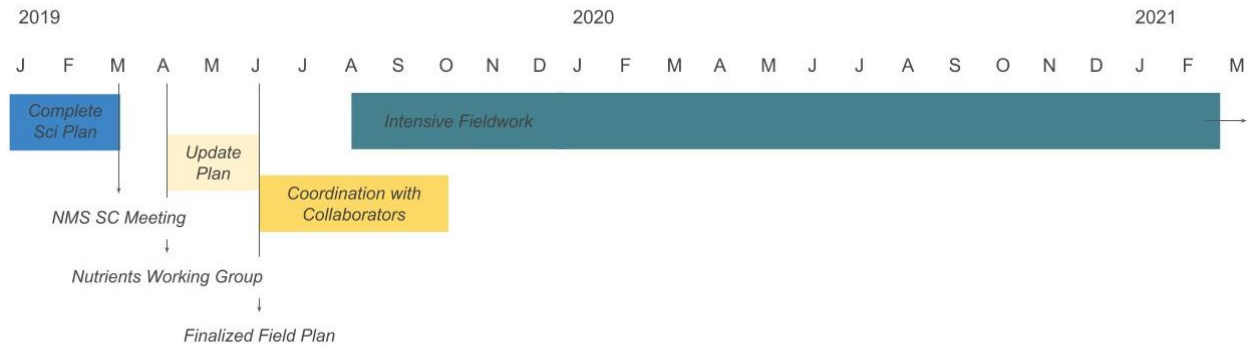 2019 2020 2021
J F M A M J J A S O N D J F M A M J J A S O N D J F M
Complete
Sci Plan
Intensive Fieldwork
Update
Plan
Coordination with
Collaborators
NMS SC Meeting
Nutrients Working Group
Finalized Field Plan